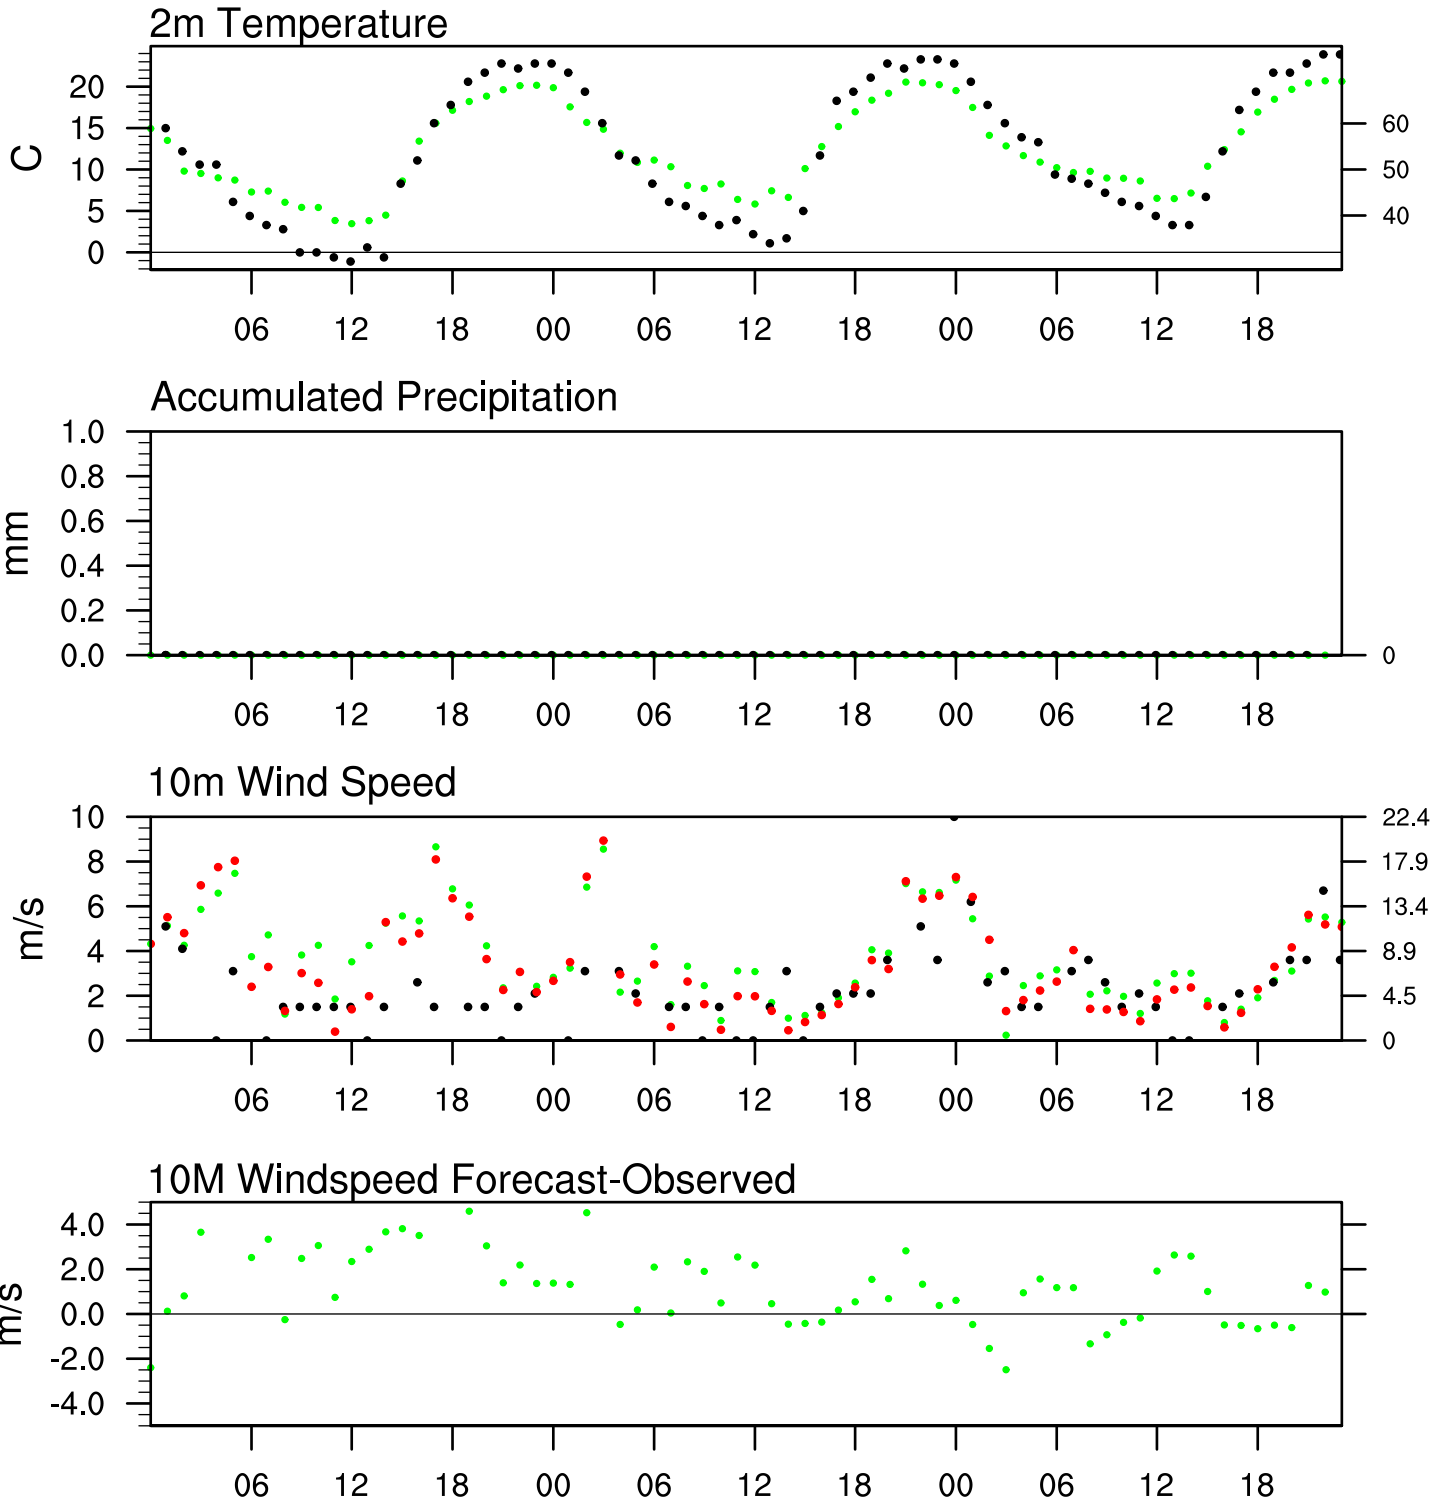 2m Temperature
20
15
10
5
0
C
60
50
40
06 12 18 00 06 12 18 00 06 12 18
Accumulated Precipitation
1.0
0.8
0.6
0.4
0.2
0.0
mm
0
06 12 18 00 06 12 18 00 06 12 18
10m Wind Speed
10
8
6
4
2
0
m/s
22.4
17.9
13.4
8.9
4.5
0
06 12 18 00 06 12 18 00 06 12 18
10M Windspeed Forecast-Observed
4.0
2.0
0.0
-2.0
-4.0
m/s
06 12 18 00 06 12 18 00 06 12 18